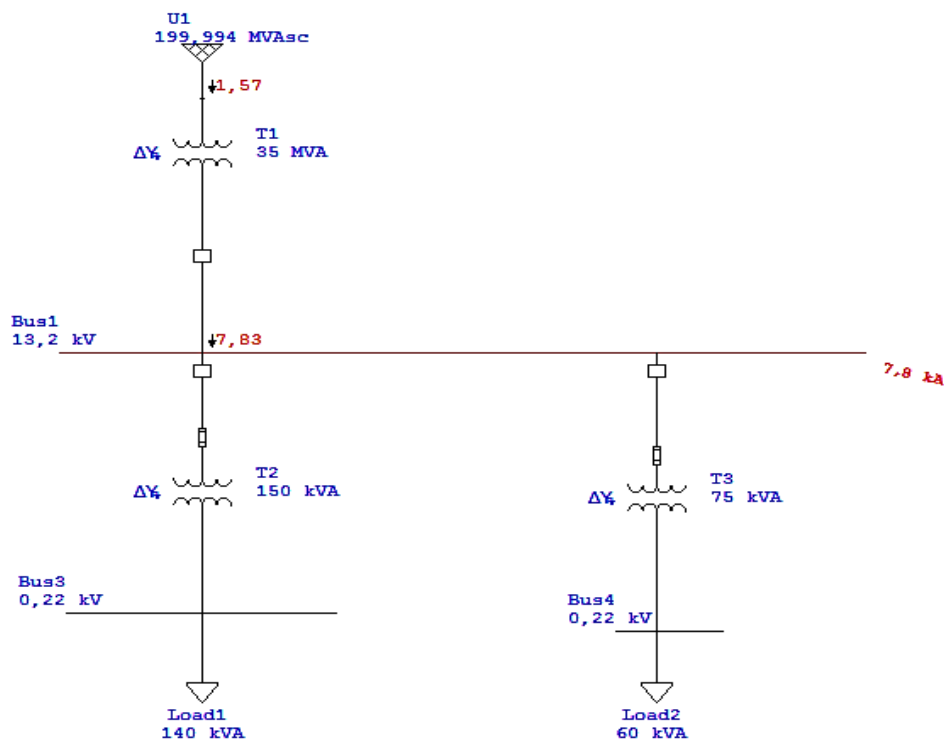 U1
199,994 MVAsc
1,57
T1
35 MVA
ΔY
Bus1
13,2 kV
7,83
7,8 kA
T2
150 kVA
ΔY
T3
75 kVA
ΔY
Bus3
0,22 kV
Bus4
0,22 kV
Load1
140 kVA
Load2
60 kVA